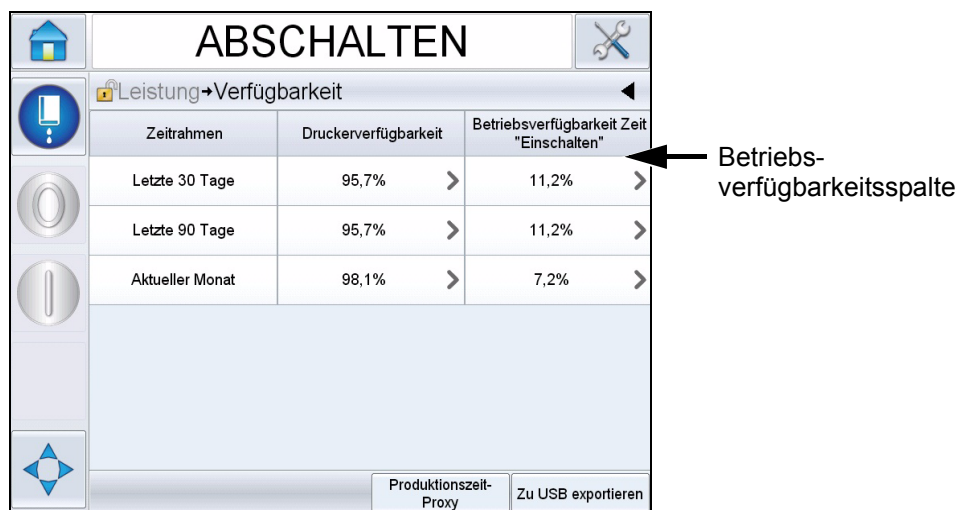 ABSCHALTEN
Leistung→Verfügbarkeit
Zeitrahmen
Druckerverfügbarkeit
Betriebsverfügbarkeit Zeit
"Einschalten"
Letzte 30 Tage
95,7%
11,2%
Letzte 90 Tage
95,7%
11,2%
Aktueller Monat
98,1%
7,2%
Produktionszeit-
Proxy
Zu USB exportieren
Betriebs-
verfügbarkeitsspalte